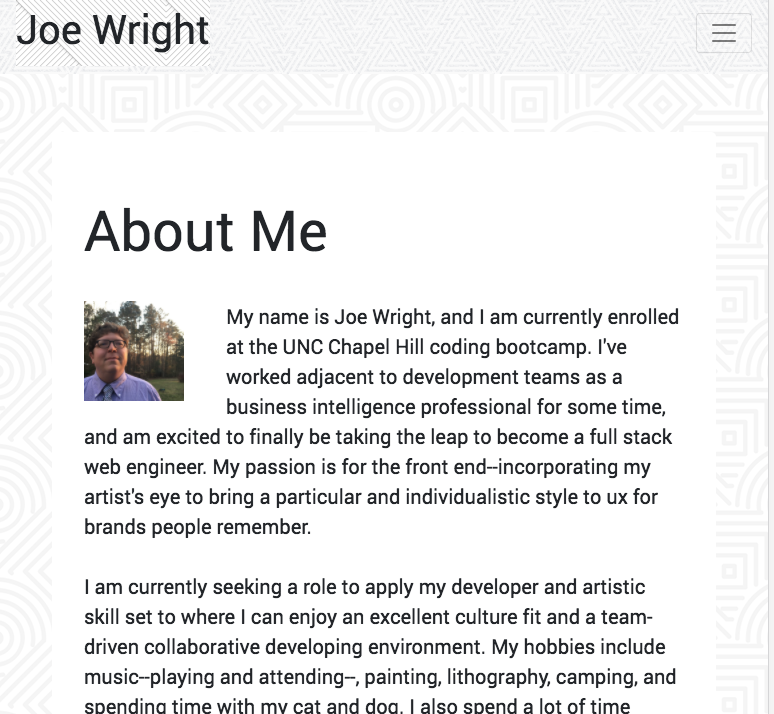 Joe Wright
About Me
My name is Joe Wright, and I am currently enrolled
at the UNC Chapel Hill coding bootcamp. I've
worked adjacent to development teams as a
business intelligence professional for some time,
and am excited to finally be taking the leap to become a full stack
web engineer. My passion is for the front end--incorporating my
artist's eye to bring a particular and individualistic style to ux for
brands people remember.
I am currently seeking a role to apply my developer and artistic
skill set to where I can enjoy an excellent culture fit and a team-
driven collaborative developing environment. My hobbies include
music--playing and attending--, painting, lithography, camping, and
spending time with my cat and dog. I also spend a lot of time